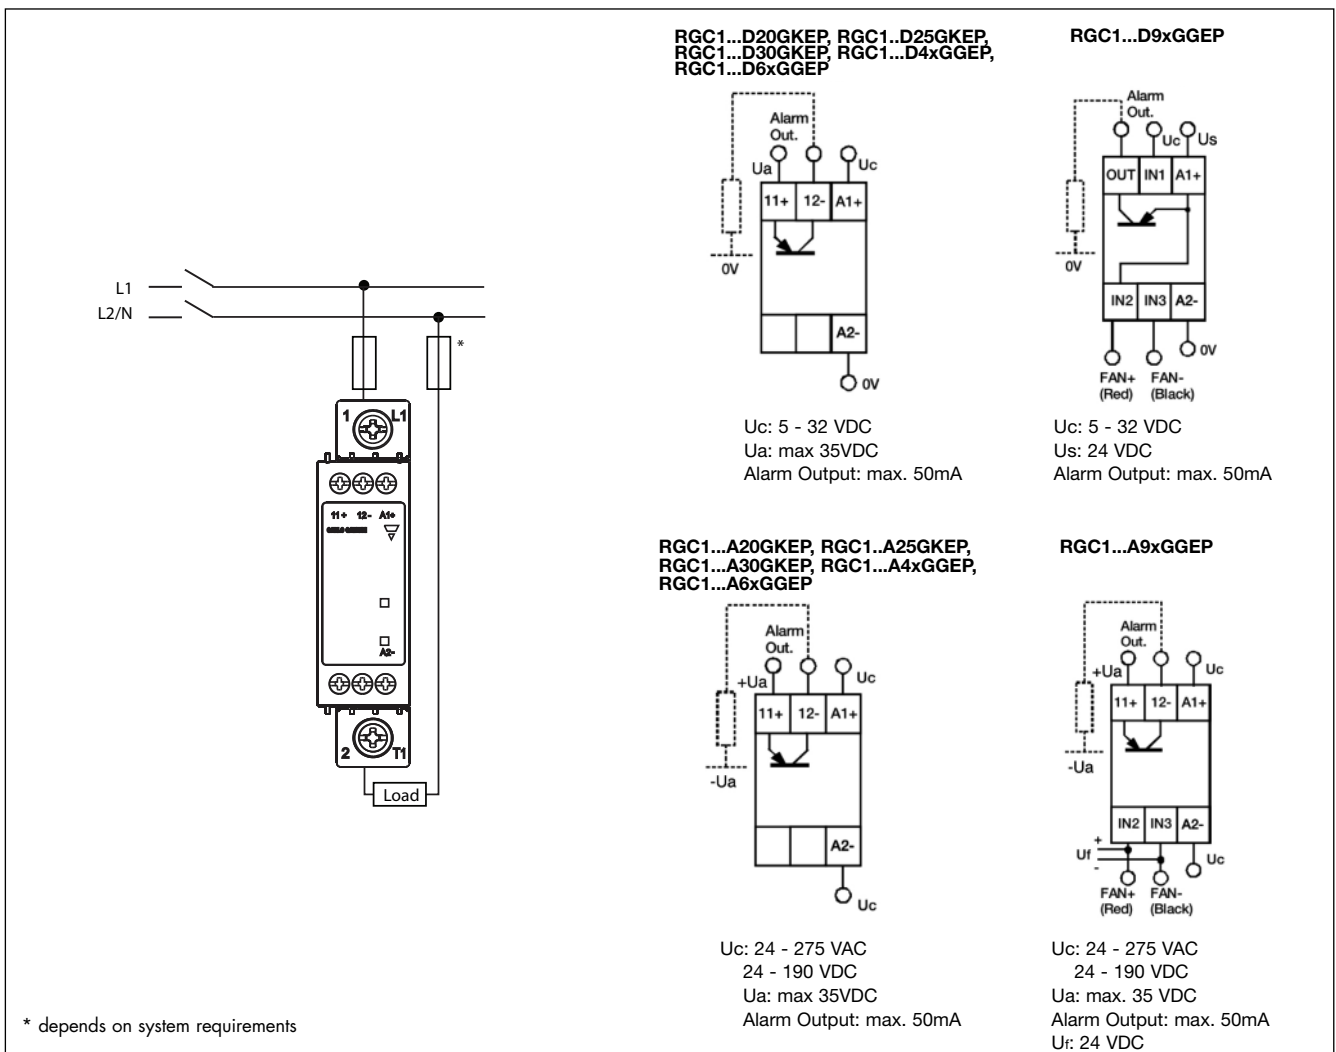 L1
L2/N
*
1 L1
11+ 12- A1+
A2-
2 T1
Load
* depends on system requirements
RGC1...D20GKEP, RGC1..D25GKEP,
RGC1...D30GKEP, RGC1...D4xGGEP,
RGC1...D6xGGEP
Alarm
Out.
Ua
Uc
11+ 12- A1+
0V
A2-
0V
Uc: 5 - 32 VDC
Ua: max 35VDC
Alarm Output: max. 50mA
RGC1...D9xGGEP
Alarm
Out.
Uc Us
OUT IN1 A1+
0V
IN2 IN3 A2-
0V
FAN+ FAN-
(Red) (Black)
Uc: 5 - 32 VDC
Us: 24 VDC
Alarm Output: max. 50mA
RGC1...A20GKEP, RGC1..A25GKEP,
RGC1...A30GKEP, RGC1...A4xGGEP,
RGC1...A6xGGEP
Alarm
Out.
+Ua
Uc
11+ 12- A1+
-Ua
A2-
Uc
Uc: 24 - 275 VAC
24 - 190 VDC
Ua: max 35VDC
Alarm Output: max. 50mA
RGC1...A9xGGEP
Alarm
Out.
+Ua
Uc
11+ 12- A1+
-Ua
IN2 IN3 A2-
+
Uf
-
Uc
FAN+ FAN-
(Red) (Black)
Uc: 24 - 275 VAC
24 - 190 VDC
Ua: max. 35 VDC
Alarm Output: max. 50mA
Uf: 24 VDC